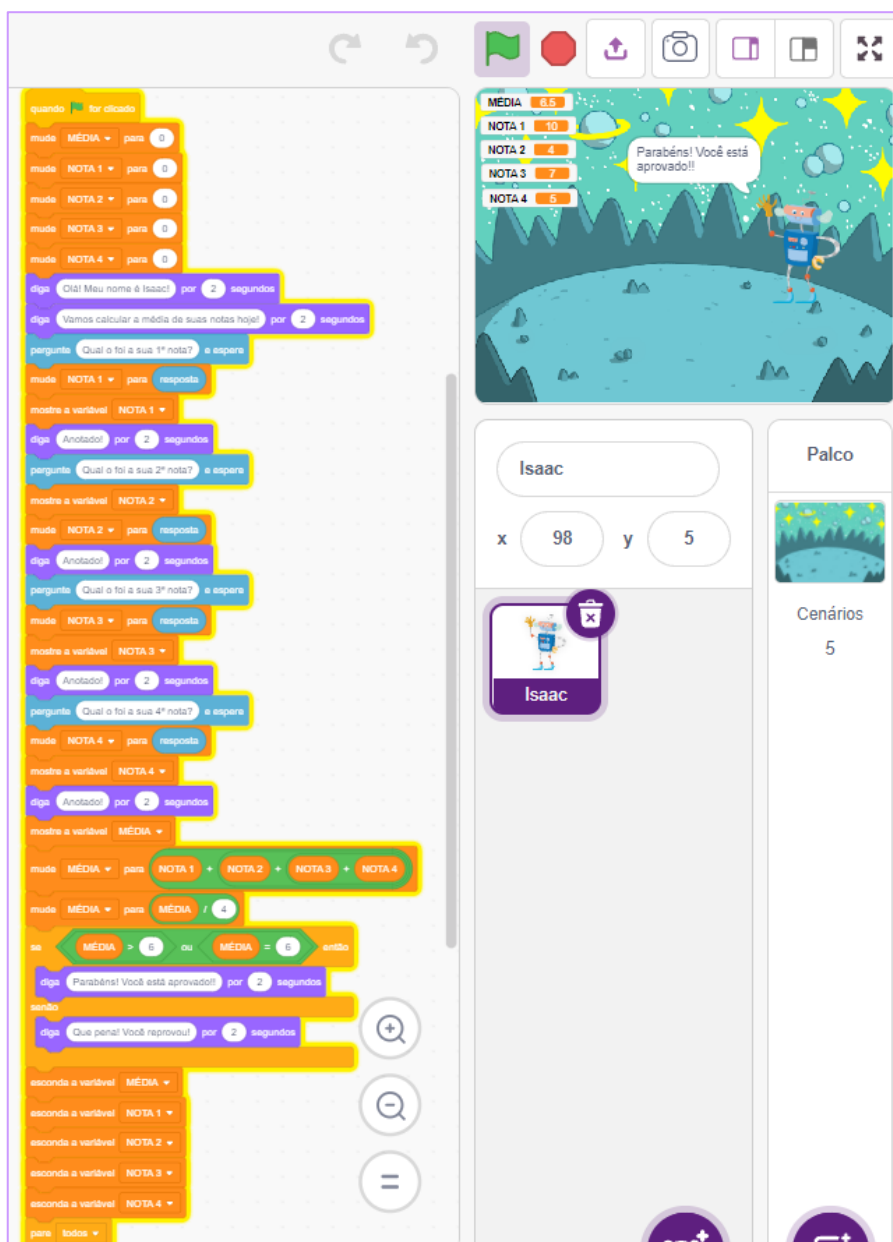 quando for clicado
mude MÉDIA para 0
mude NOTA 1 para 0
mude NOTA 2 para 0
mude NOTA 3 para 0
mude NOTA 4 para 0
diga Olá! Meu nome é Isaac! por 2 segundos
diga Vamos calcular a média de suas notas hoje! por 2 segundos
pergunte Qual o foi a sua 1ª nota? e espere
mude NOTA 1 para resposta
mostre a variável NOTA 1
diga Anotado! por 2 segundos
pergunte Qual o foi a sua 2ª nota? e espere
mostre a variável NOTA 2
mude NOTA 2 para resposta
diga Anotado! por 2 segundos
pergunte Qual o foi a sua 3ª nota? e espere
mude NOTA 3 para resposta
mostre a variável NOTA 3
diga Anotado! por 2 segundos
pergunte Qual o foi a sua 4ª nota? e espere
mude NOTA 4 para resposta
mostre a variável NOTA 4
diga Anotado! por 2 segundos
mostre a variável MÉDIA
mude MÉDIA para NOTA 1 + NOTA 2 + NOTA 3 + NOTA 4
mude MÉDIA para MÉDIA / 4
se MÉDIA > 6 ou MÉDIA = 6 então
diga Parabéns! Você está aprovado!! por 2 segundos
senão
diga Que pena! Você reprovou! por 2 segundos
esconda a variável MÉDIA
esconda a variável NOTA 1
esconda a variável NOTA 2
esconda a variável NOTA 3
esconda a variável NOTA 4
pare todos
MÉDIA 6.5
NOTA 1 10
NOTA 2 4
NOTA 3 7
NOTA 4 5
Parabéns! Você está
aprovado!!
Isaac
x 98 y 5
Isaac
Palco
Cenários
5